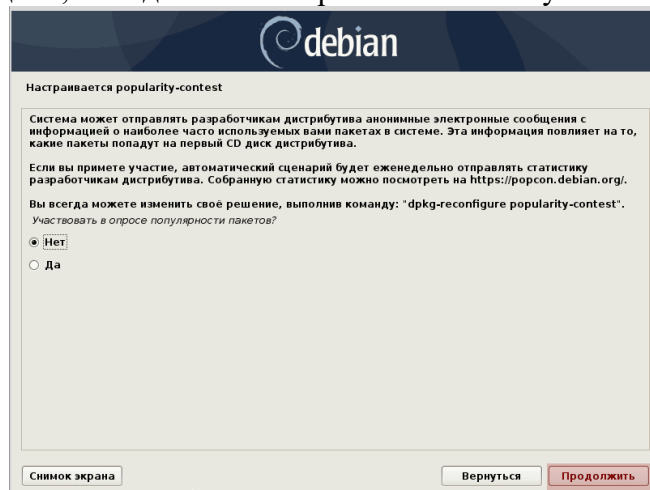 debian
Настраивается popularity-contest
Система может отправлять разработчикам дистрибутива анонимные электронные сообщения с
информацией о наиболее часто используемых вами пакетах в системе. Эта информация повлияет на то,
какие пакеты попадут на первый CD диск дистрибутива.
Если вы примете участие, автоматический сценарий будет еженедельно отправлять статистику
разработчикам дистрибутива. Собранную статистику можно посмотреть на https://popcon.debian.org/.
Вы всегда можете изменить своё решение, выполнив команду: "dpkg-reconfigure popularity-contest".
Участвовать в опросе популярности пакетов?
Нет
Да
Снимок экрана
Вернуться
Продолжить